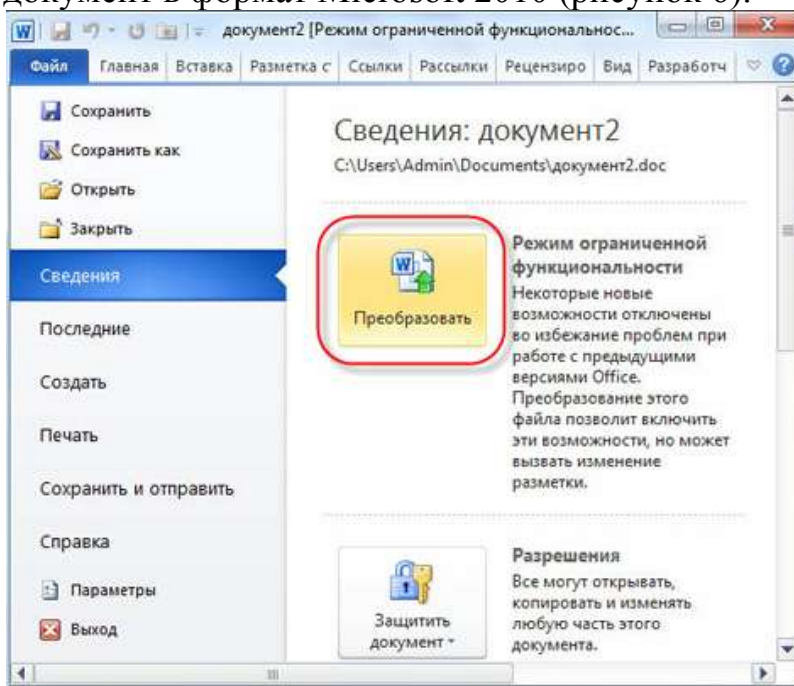 документ в формат Microsoft 2010 (рисунок 6).
документ2 [Режим ограниченной функциональнос...
Файл Главная Вставка Разметка с Ссылки Рассылки Рецензиро Вид Разработч
Сохранить
Сохранить как
Открыть
Закрыть
Сведения
Последние
Создать
Печать
Сохранить и отправить
Справка
Параметры
Выход
Сведения: документ2
C:\Users\Admin\Documents\документ2.doc
Преобразовать
Режим ограниченной
функциональности
Некоторые новые
возможности отключены
во избежание проблем при
работе с предыдущими
версиями Office.
Преобразование этого
файла позволит включить
эти возможности, но может
вызвать изменение
разметки.
Защитить
документ
Разрешения
Все могут открывать,
копировать и изменять
любую часть этого
документа.